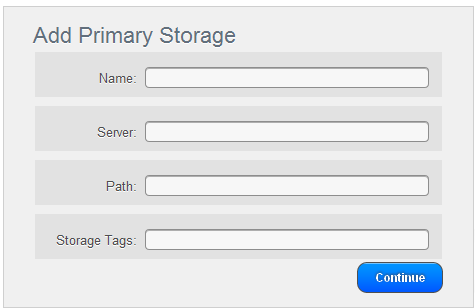 Add Primary Storage
Name:
Server:
Path:
Storage Tags:
Continue